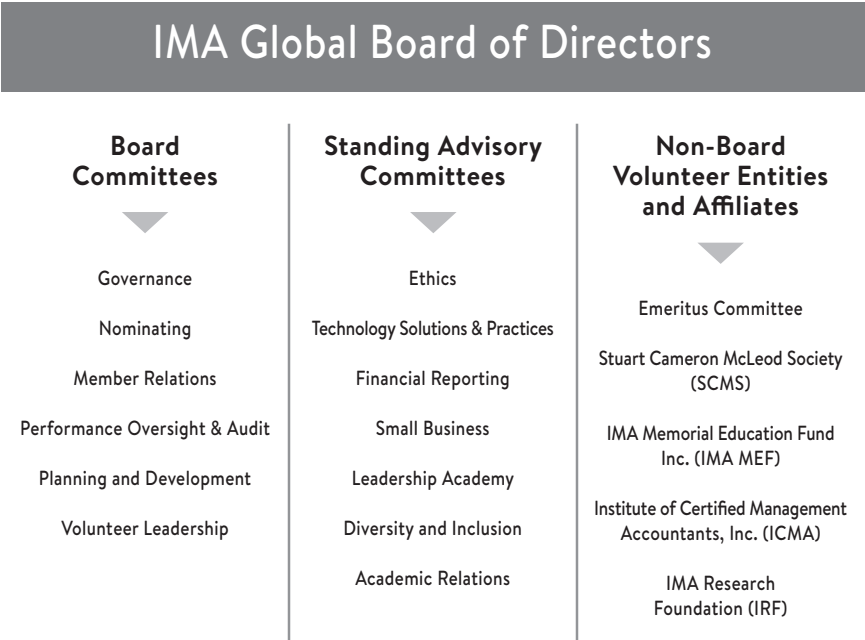 IMA Global Board of Directors
Board
Committees
Governance
Nominating
Member Relations
Performance Oversight & Audit
Planning and Development
Volunteer Leadership
Standing Advisory
Committees
Ethics
Technology Solutions & Practices
Financial Reporting
Small Business
Leadership Academy
Diversity and Inclusion
Academic Relations
Non-Board
Volunteer Entities
and Affiliates
Emeritus Committee
Stuart Cameron McLeod Society
(SCMS)
IMA Memorial Education Fund
Inc. (IMA MEF)
Institute of Certified Management
Accountants, Inc. (ICMA)
IMA Research
Foundation (IRF)